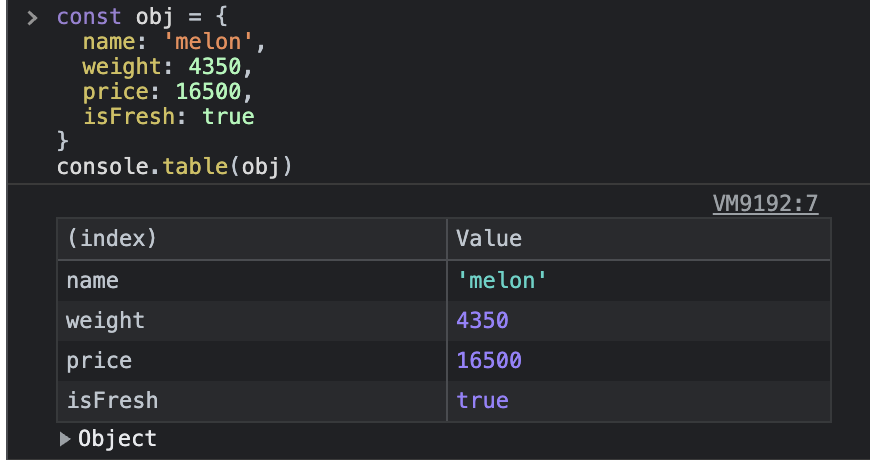 > const obj = {
  name: 'melon',
  weight: 4350,
  price: 16500,
  isFresh: true
}
console.table(obj)
VM9192:7
(index) Value
name 'melon'
weight 4350
price 16500
isFresh true
▶ Object